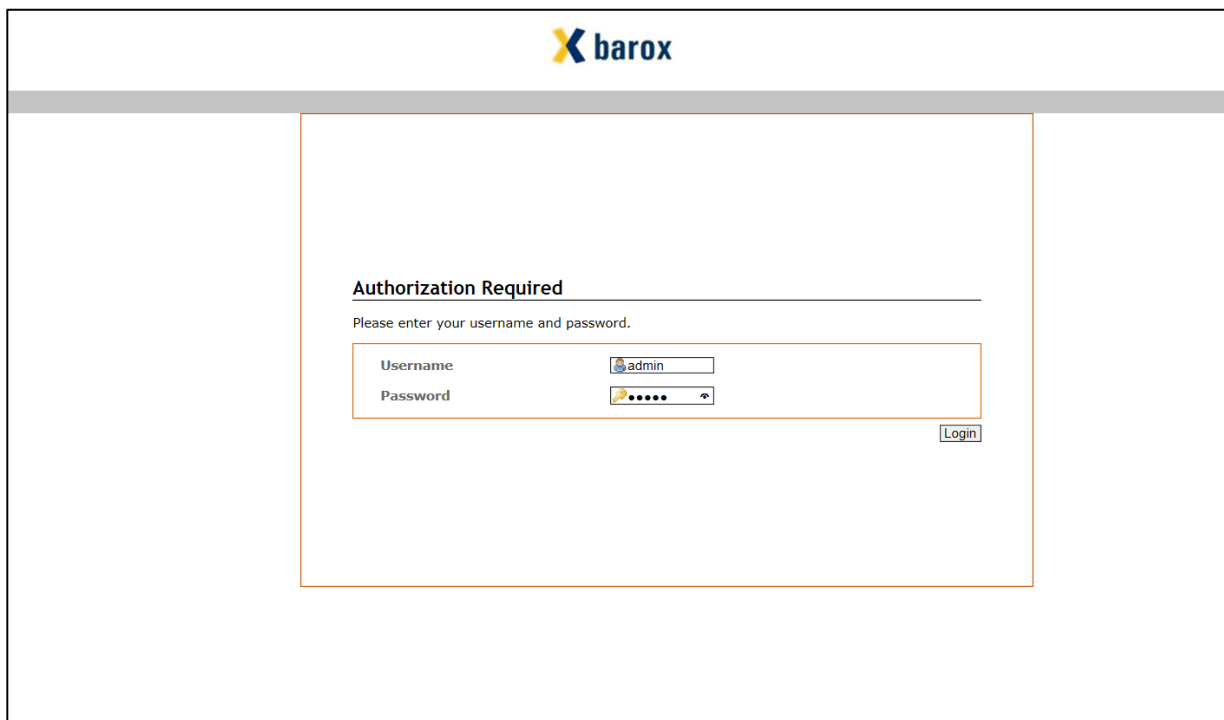 barox
Authorization Required
Please enter your username and password.
Username admin
Password •••••
Login